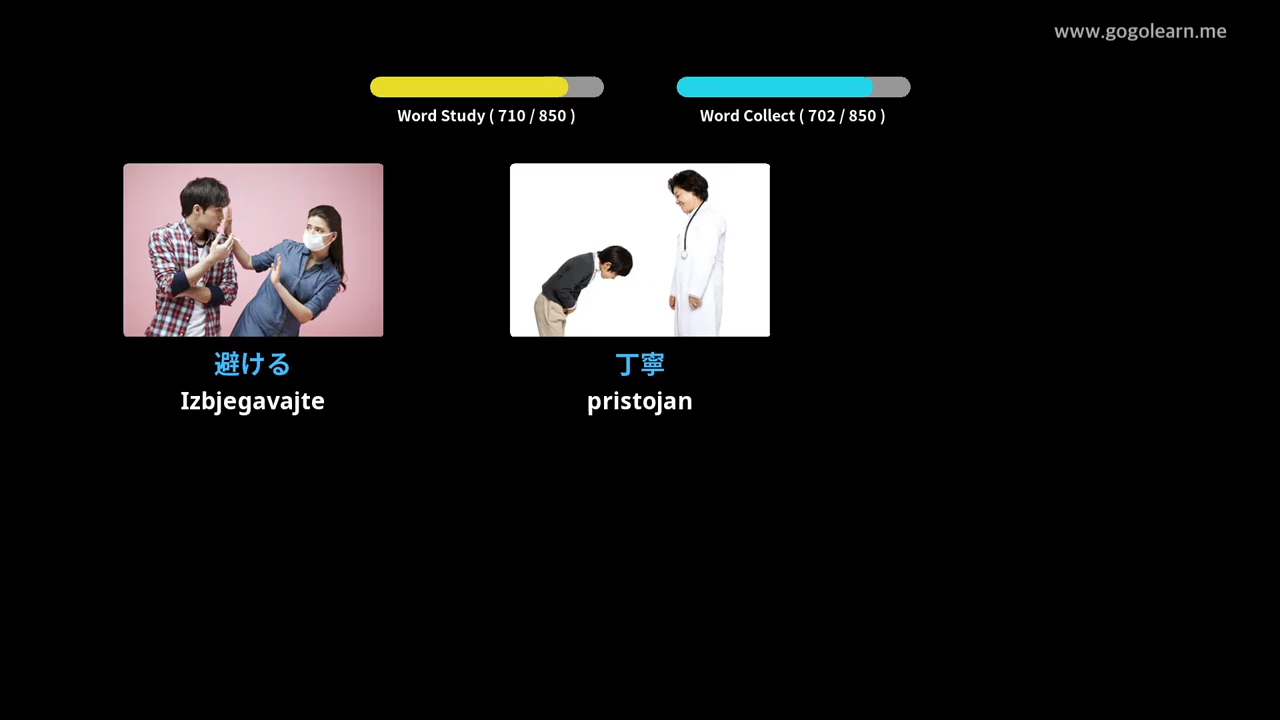 www.gogolearn.me
Word Study ( 710 / 850 )
Word Collect ( 702 / 850 )
避ける
Izbjegavajte
丁寧
pristojan